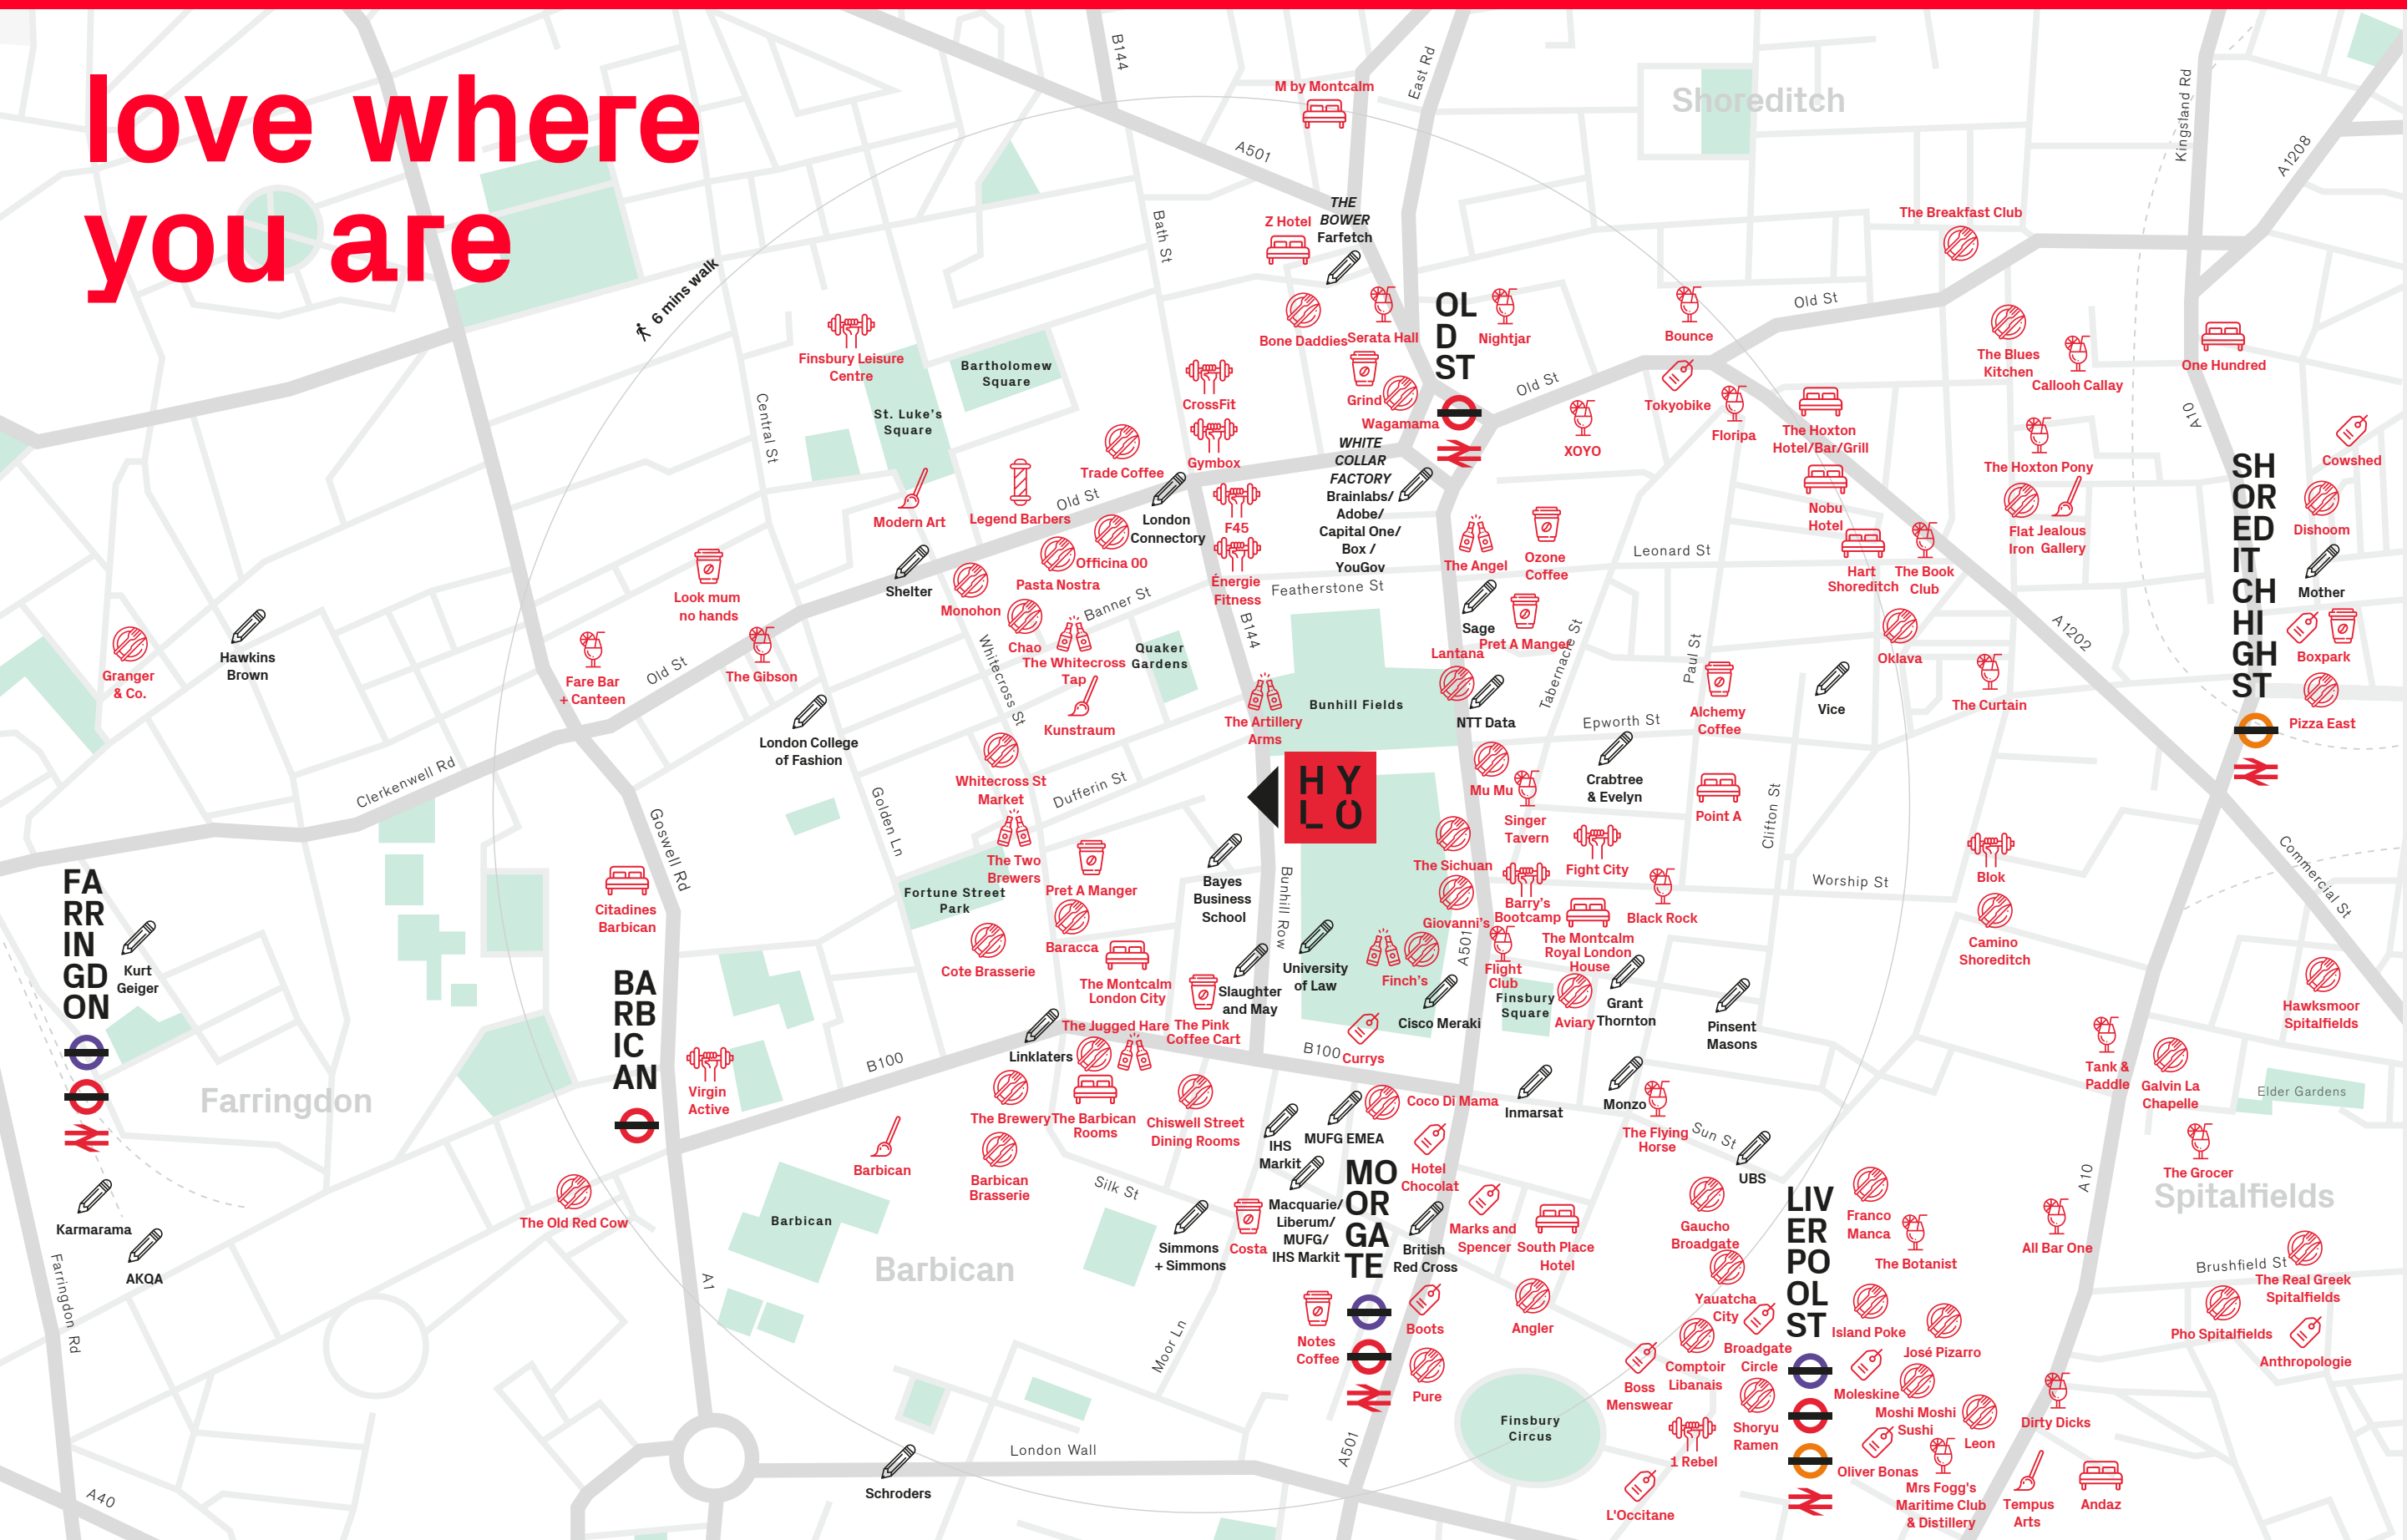 love where
you are
6 mins walk
B144
East Rd
M by Montcalm
A501
Shoreditch
Kingsland Rd
A1208
Bath St
THE
BOWER
Farfetch
Z Hotel
The Breakfast Club
Old St
Finsbury Leisure
Centre
Bartholomew
Square
St. Luke's
Square
Central St
Bone Daddies
Serata Hall
OL
D
ST
Nightjar
Bounce
The Blues
Kitchen
Callooh Callay
One Hundred
CrossFit
Grind
Wagamama
Old St
Tokyobike
Floripa
The Hoxton
Hotel/Bar/Grill
A10
Gymbox
XOYO
The Hoxton Pony
Cowshed
Trade Coffee
WHITE
COLLAR
FACTORY
Brainlabs/
Adobe/
Capital One/
Box /
YouGov
Modern Art
Legend Barbers
Old St
London
Connectory
F45
Nobu
Hotel
Flat
Iron
Jealous
Gallery
SH
OR
ED
IT
CH
HI
GH
ST
Dishoom
Officina 00
Pasta Nostra
Énergie
Fitness
The Angel
Ozone
Coffee
Leonard St
Hart
Shoreditch
The Book
Club
Mother
Look mum
no hands
Shelter
Monohon
Banner St
Featherstone St
Sage
Pret A Manger
Granger
& Co.
Hawkins
Brown
Fare Bar
+ Canteen
Old St
The Gibson
Chao
The Whitecross
Tap
Whitecross St
Quaker
Gardens
B144
Lantana
Tabernacle St
Paul St
Oklava
A1202
Boxpark
London College
of Fashion
Kunstraum
The Artillery
Arms
Bunhill Fields
NTT Data
Epworth St
Alchemy
Coffee
Vice
The Curtain
Pizza East
Clerkenwell Rd
Whitecross St
Market
Dufferin St
HY
LO
Mu Mu
Singer
Tavern
Crabtree
& Evelyn
Point A
Clifton St
Goswell Rd
Golden Ln
The Two
Brewers
Fortune Street
Park
Pret A Manger
Bayes
Business
School
Bunhill Row
The Sichuan
Fight City
Worship St
Blok
Commercial St
FA
RR
IN
GD
ON
Kurt
Geiger
Citadines
Barbican
Cote Brasserie
Baracca
Giovanni's
Barry's
Bootcamp
Black Rock
Camino
Shoreditch
BA
RB
IC
AN
The Montcalm
London City
Slaughter
and May
University
of Law
Finch's
A501
Flight
Club
The Montcalm
Royal London
House
Hawksmoor
Spitalfields
Linklaters
The Jugged Hare
The Pink
Coffee Cart
Cisco Meraki
Finsbury
Square
Aviary
Grant
Thornton
Pinsent
Masons
Farringdon
Virgin
Active
B100
B100
Currys
Tank &
Paddle
Galvin La
Chapelle
Elder Gardens
The Brewery
The Barbican
Rooms
Chiswell Street
Dining Rooms
Coco Di Mama
Inmarsat
Monzo
The Flying
Horse
Sun St
Barbican
Barbican
Brasserie
IHS
Markit
MUFG EMEA
Hotel
Chocolat
UBS
The Grocer
Karmarama
The Old Red Cow
Barbican
Silk St
MO
OR
GA
TE
LIV
ER
PO
OL
ST
A10
Spitalfields
AKQA
Barbican
Simmons
+ Simmons
Costa
Macquarie/
Liberum/
MUFG/
IHS Markit
British
Red Cross
Marks and
Spencer
South Place
Hotel
Gaucho
Broadgate
Franco
Manca
The Botanist
All Bar One
Brushfield St
Farringdon Rd
A1
Moor Ln
Notes
Coffee
Boots
Angler
Yauatcha
City
Broadgate
Circle
Island Poke
José Pizarro
The Real Greek
Spitalfields
Pho Spitalfields
Anthropologie
Pure
Boss
Menswear
Comptoir
Libanais
Moleskine
Moshi Moshi
Sushi
Leon
Dirty Dicks
Finsbury
Circus
Shoryu
Ramen
A40
Schroders
London Wall
A501
1 Rebel
Oliver Bonas
L'Occitane
Mrs Fogg's
Maritime Club
& Distillery
Tempus
Arts
Andaz